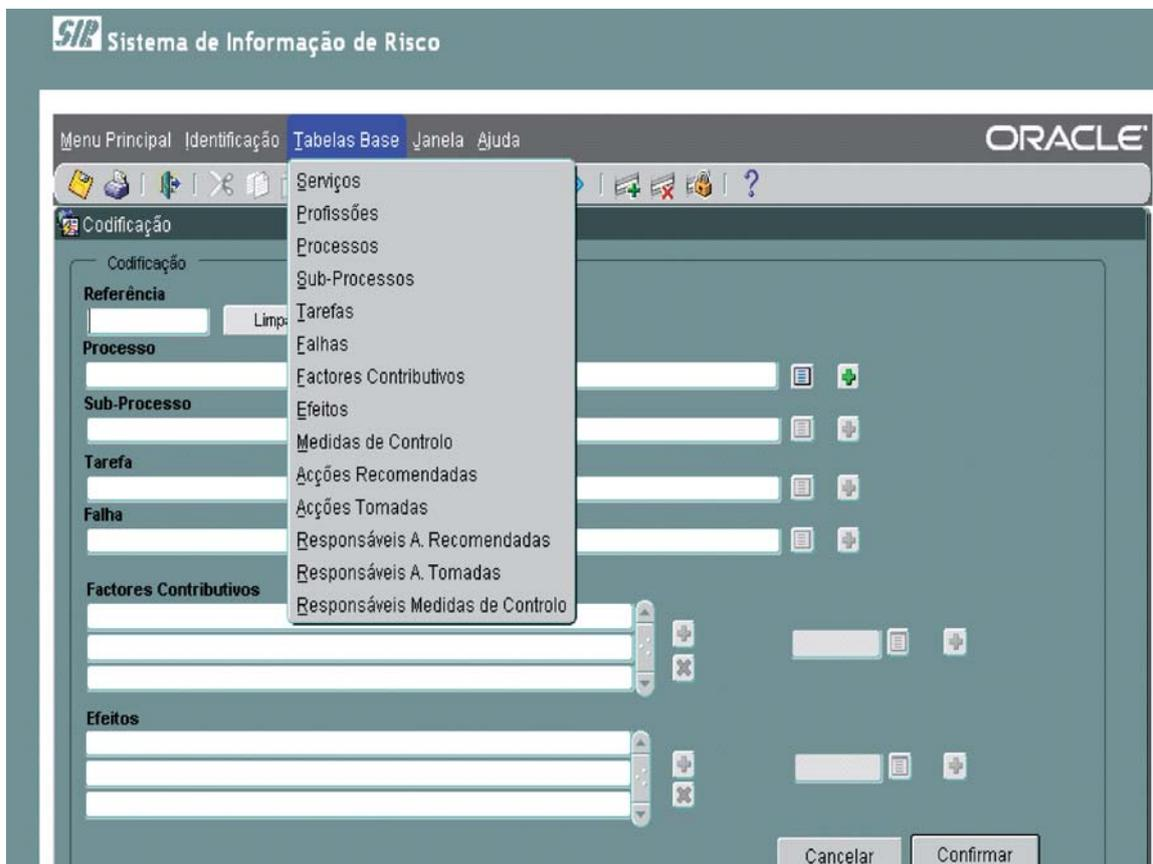 SIR Sistema de Informação de Risco
Menu Principal Identificação Tabelas Base Janela Ajuda
ORACLE
Serviços
Profissões
Processos
Sub-Processos
Tarefas
Falhas
Factores Contributivos
Efeitos
Medidas de Controlo
Acções Recomendadas
Acções Tomadas
Responsáveis A. Recomendadas
Responsáveis A. Tomadas
Responsáveis Medidas de Controlo
Codificação
Codificação
Referência
Processo
Sub-Processo
Tarefa
Falha
Factores Contributivos
Efeitos
Cancelar Confirmar